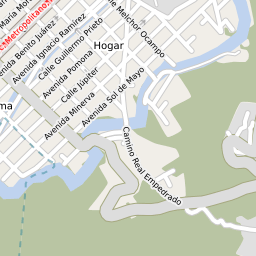 Melchor Ocampo
Calle Guillermo Prieto
Avenida Ignacio Ramírez
Avenida Benito Juárez
Metropolitano
Hogar
Avenida Pomona
Calle Júpiter
Avenida Sol de Mayo
Avenida Minerva
Camino Real Empedrado